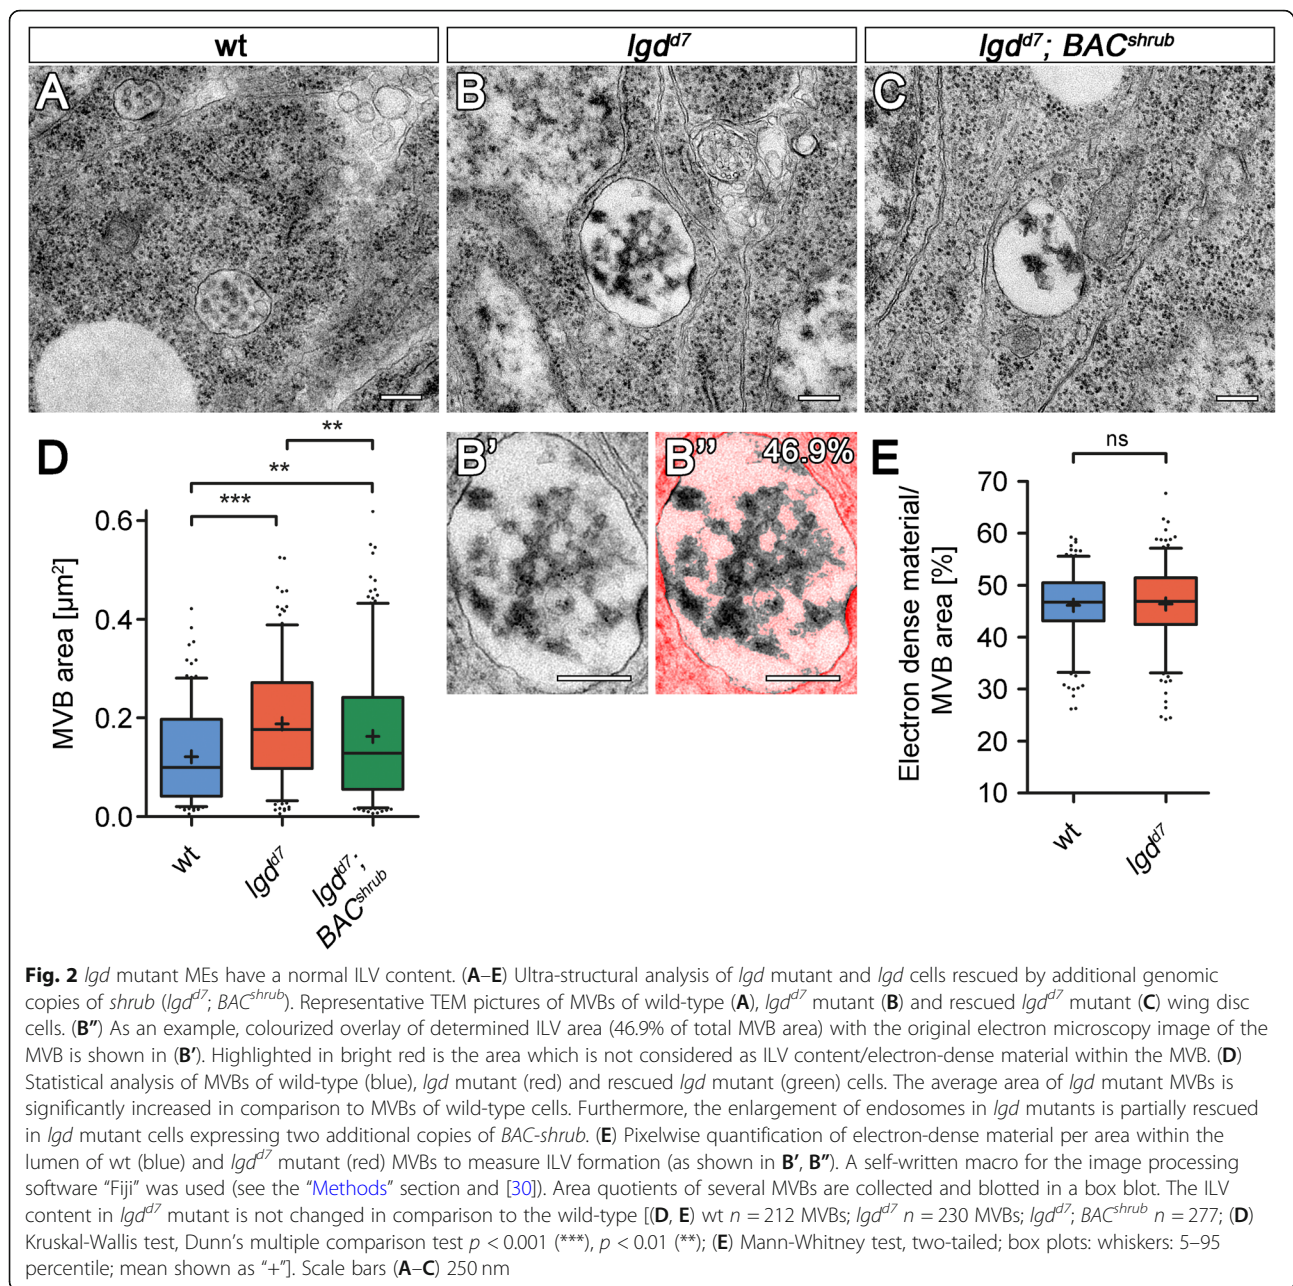 wt
lgd^d7
lgd^d7; BAC^shrub
A
B
C
D
**
**
***
MVB area [µm²]
0.6
0.4
0.2
0.0
wt
lgd^d7
lgd^d7;
BAC^shrub
B'
B"
46.9%
E
ns
Electron dense material/
MVB area [%]
70
60
50
40
30
20
10
wt
lgd^d7
Fig. 2 lgd mutant MEs have a normal ILV content. (A–E) Ultra-structural analysis of lgd mutant and lgd cells rescued by additional genomic
copies of shrub (lgd^d7; BAC^shrub). Representative TEM pictures of MVBs of wild-type (A), lgd^d7 mutant (B) and rescued lgd^d7 mutant (C) wing disc
cells. (B") As an example, colourized overlay of determined ILV area (46.9% of total MVB area) with the original electron microscopy image of the
MVB is shown in (B'). Highlighted in bright red is the area which is not considered as ILV content/electron-dense material within the MVB. (D)
Statistical analysis of MVBs of wild-type (blue), lgd mutant (red) and rescued lgd mutant (green) cells. The average area of lgd mutant MVBs is
significantly increased in comparison to MVBs of wild-type cells. Furthermore, the enlargement of endosomes in lgd mutants is partially rescued
in lgd mutant cells expressing two additional copies of BAC-shrub. (E) Pixelwise quantification of electron-dense material per area within the
lumen of wt (blue) and lgd^d7 mutant (red) MVBs to measure ILV formation (as shown in B', B"). A self-written macro for the image processing
software "Fiji" was used (see the "Methods" section and [30]). Area quotients of several MVBs are collected and blotted in a box blot. The ILV
content in lgd^d7 mutant is not changed in comparison to the wild-type [(D, E) wt n = 212 MVBs; lgd^d7 n = 230 MVBs; lgd^d7; BAC^shrub n = 277; (D)
Kruskal-Wallis test, Dunn's multiple comparison test p < 0.001 (***), p < 0.01 (**); (E) Mann-Whitney test, two-tailed; box plots: whiskers: 5–95
percentile; mean shown as "+"]. Scale bars (A–C) 250 nm